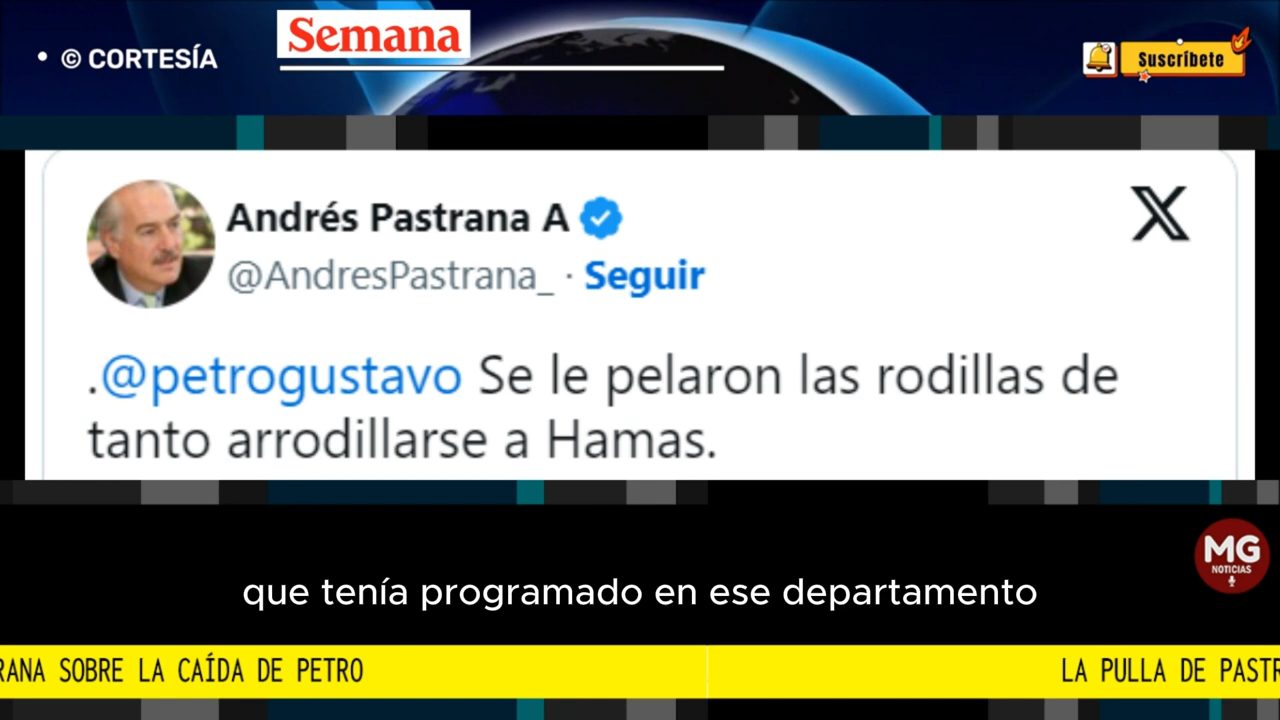 • © CORTESÍA
Semana
Suscríbete
Andrés Pastrana A
@AndresPastrana_ · Seguir
.@petrogustavo Se le pelaron las rodillas de
tanto arrodillarse a Hamas.
MG
NOTICIAS
que tenía programado en ese departamento
RANA SOBRE LA CAÍDA DE PETRO
LA PULLA DE PASTR